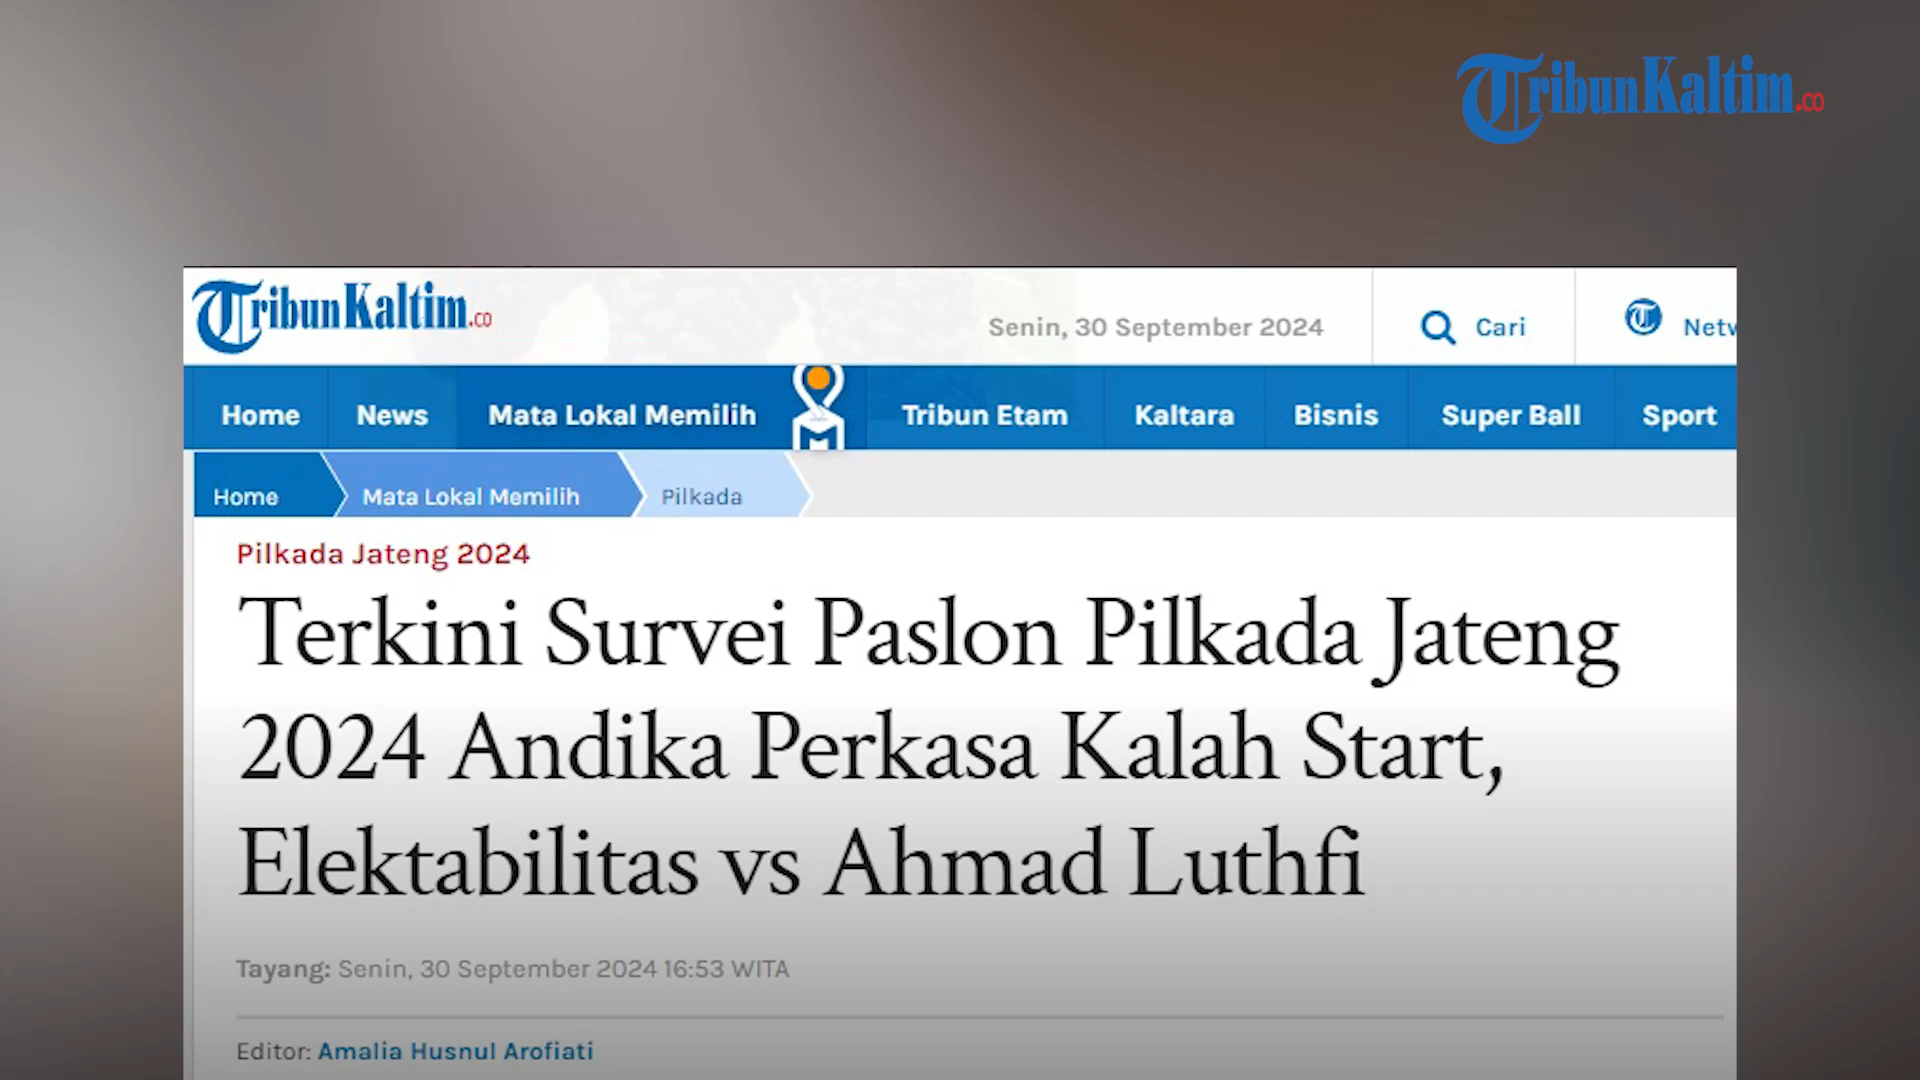 TribunKaltim.co
TribunKaltim.co
Senin, 30 September 2024
Cari
Netw
Home
News
Mata Lokal Memilih
Tribun Etam
Kaltara
Bisnis
Super Ball
Sport
Home
Mata Lokal Memilih
Pilkada
Pilkada Jateng 2024
Terkini Survei Paslon Pilkada Jateng
2024 Andika Perkasa Kalah Start,
Elektabilitas vs Ahmad Luthfi
Tayang: Senin, 30 September 2024 16:53 WITA
Editor: Amalia Husnul Arofiati